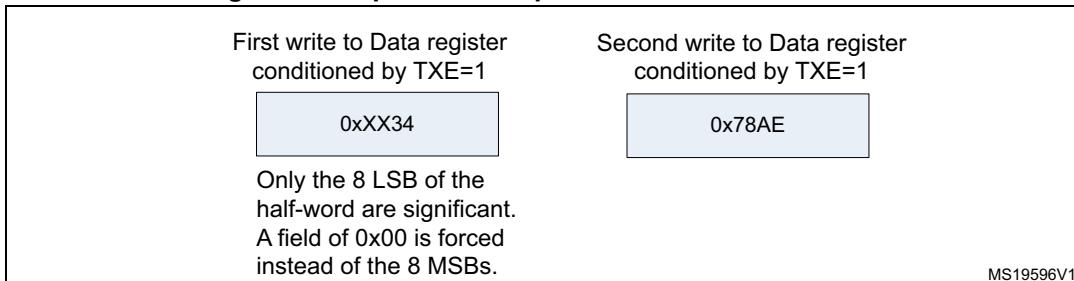 First write to Data register
conditioned by TXE=1
0xXX34
Only the 8 LSB of the
half-word are significant.
A field of 0x00 is forced
instead of the 8 MSBs.
Second write to Data register
conditioned by TXE=1
0x78AE
MS19596V1